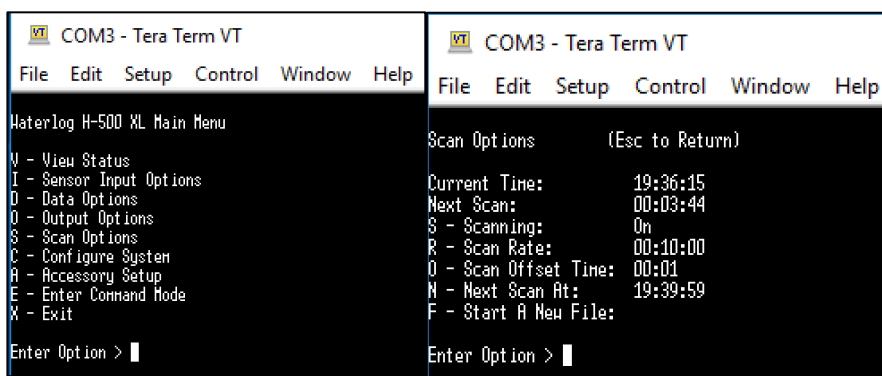 COM3 - Tera Term VT
File Edit Setup Control Window Help
Waterlog H-500 XL Main Menu
V - View Status
I - Sensor Input Options
D - Data Options
O - Output Options
S - Scan Options
C - Configure System
A - Accessory Setup
E - Enter Command Mode
X - Exit
Enter Option >
COM3 - Tera Term VT
File Edit Setup Control Window Help
Scan Options (Esc to Return)
Current Time: 19:36:15
Next Scan: 00:03:44
S - Scanning: On
R - Scan Rate: 00:10:00
O - Scan Offset Time: 00:01
N - Next Scan At: 19:39:59
F - Start A New File:
Enter Option >